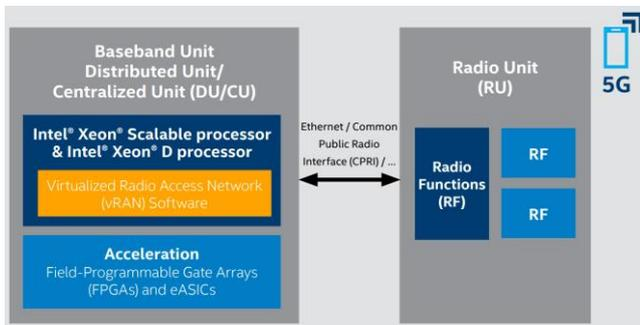 Baseband Unit
Distributed Unit/
Centralized Unit (DU/CU)
Intel® Xeon® Scalable processor
& Intel® Xeon® D processor
Virtualized Radio Access Network
(vRAN) Software
Acceleration
Field-Programmable Gate Arrays
(FPGAs) and eASICs
Ethernet / Common
Public Radio
Interface (CPRI) / ...
Radio Unit
(RU)
Radio
Functions
(RF)
RF
RF
5G